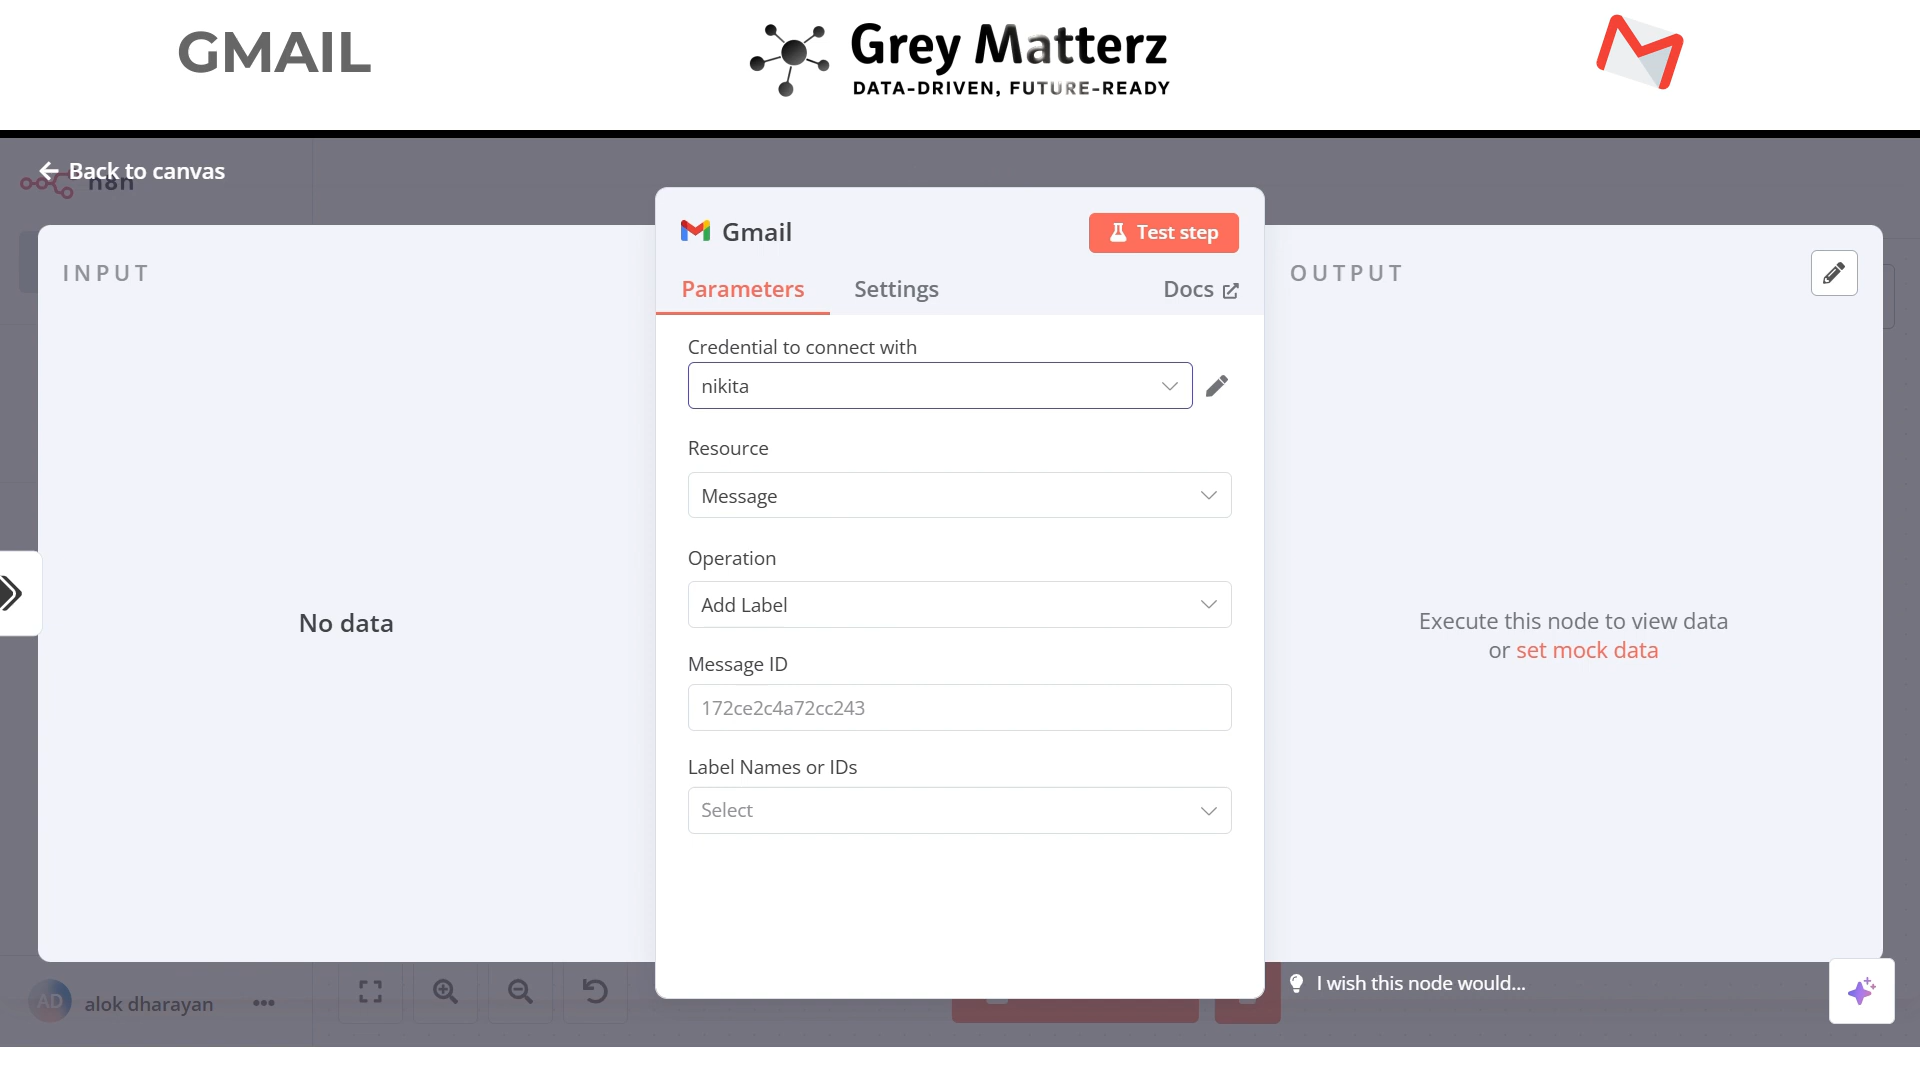 GMAIL
Grey Matterz
DATA-DRIVEN, FUTURE-READY
Back to canvas
n8n
INPUT
Gmail
Test step
OUTPUT
Parameters
Settings
Docs
Credential to connect with
nikita
Resource
Message
Operation
Add Label
No data
Execute this node to view data
or set mock data
Message ID
172ce2c4a72cc243
Label Names or IDs
Select
AD
alok dharayan
I wish this node would...